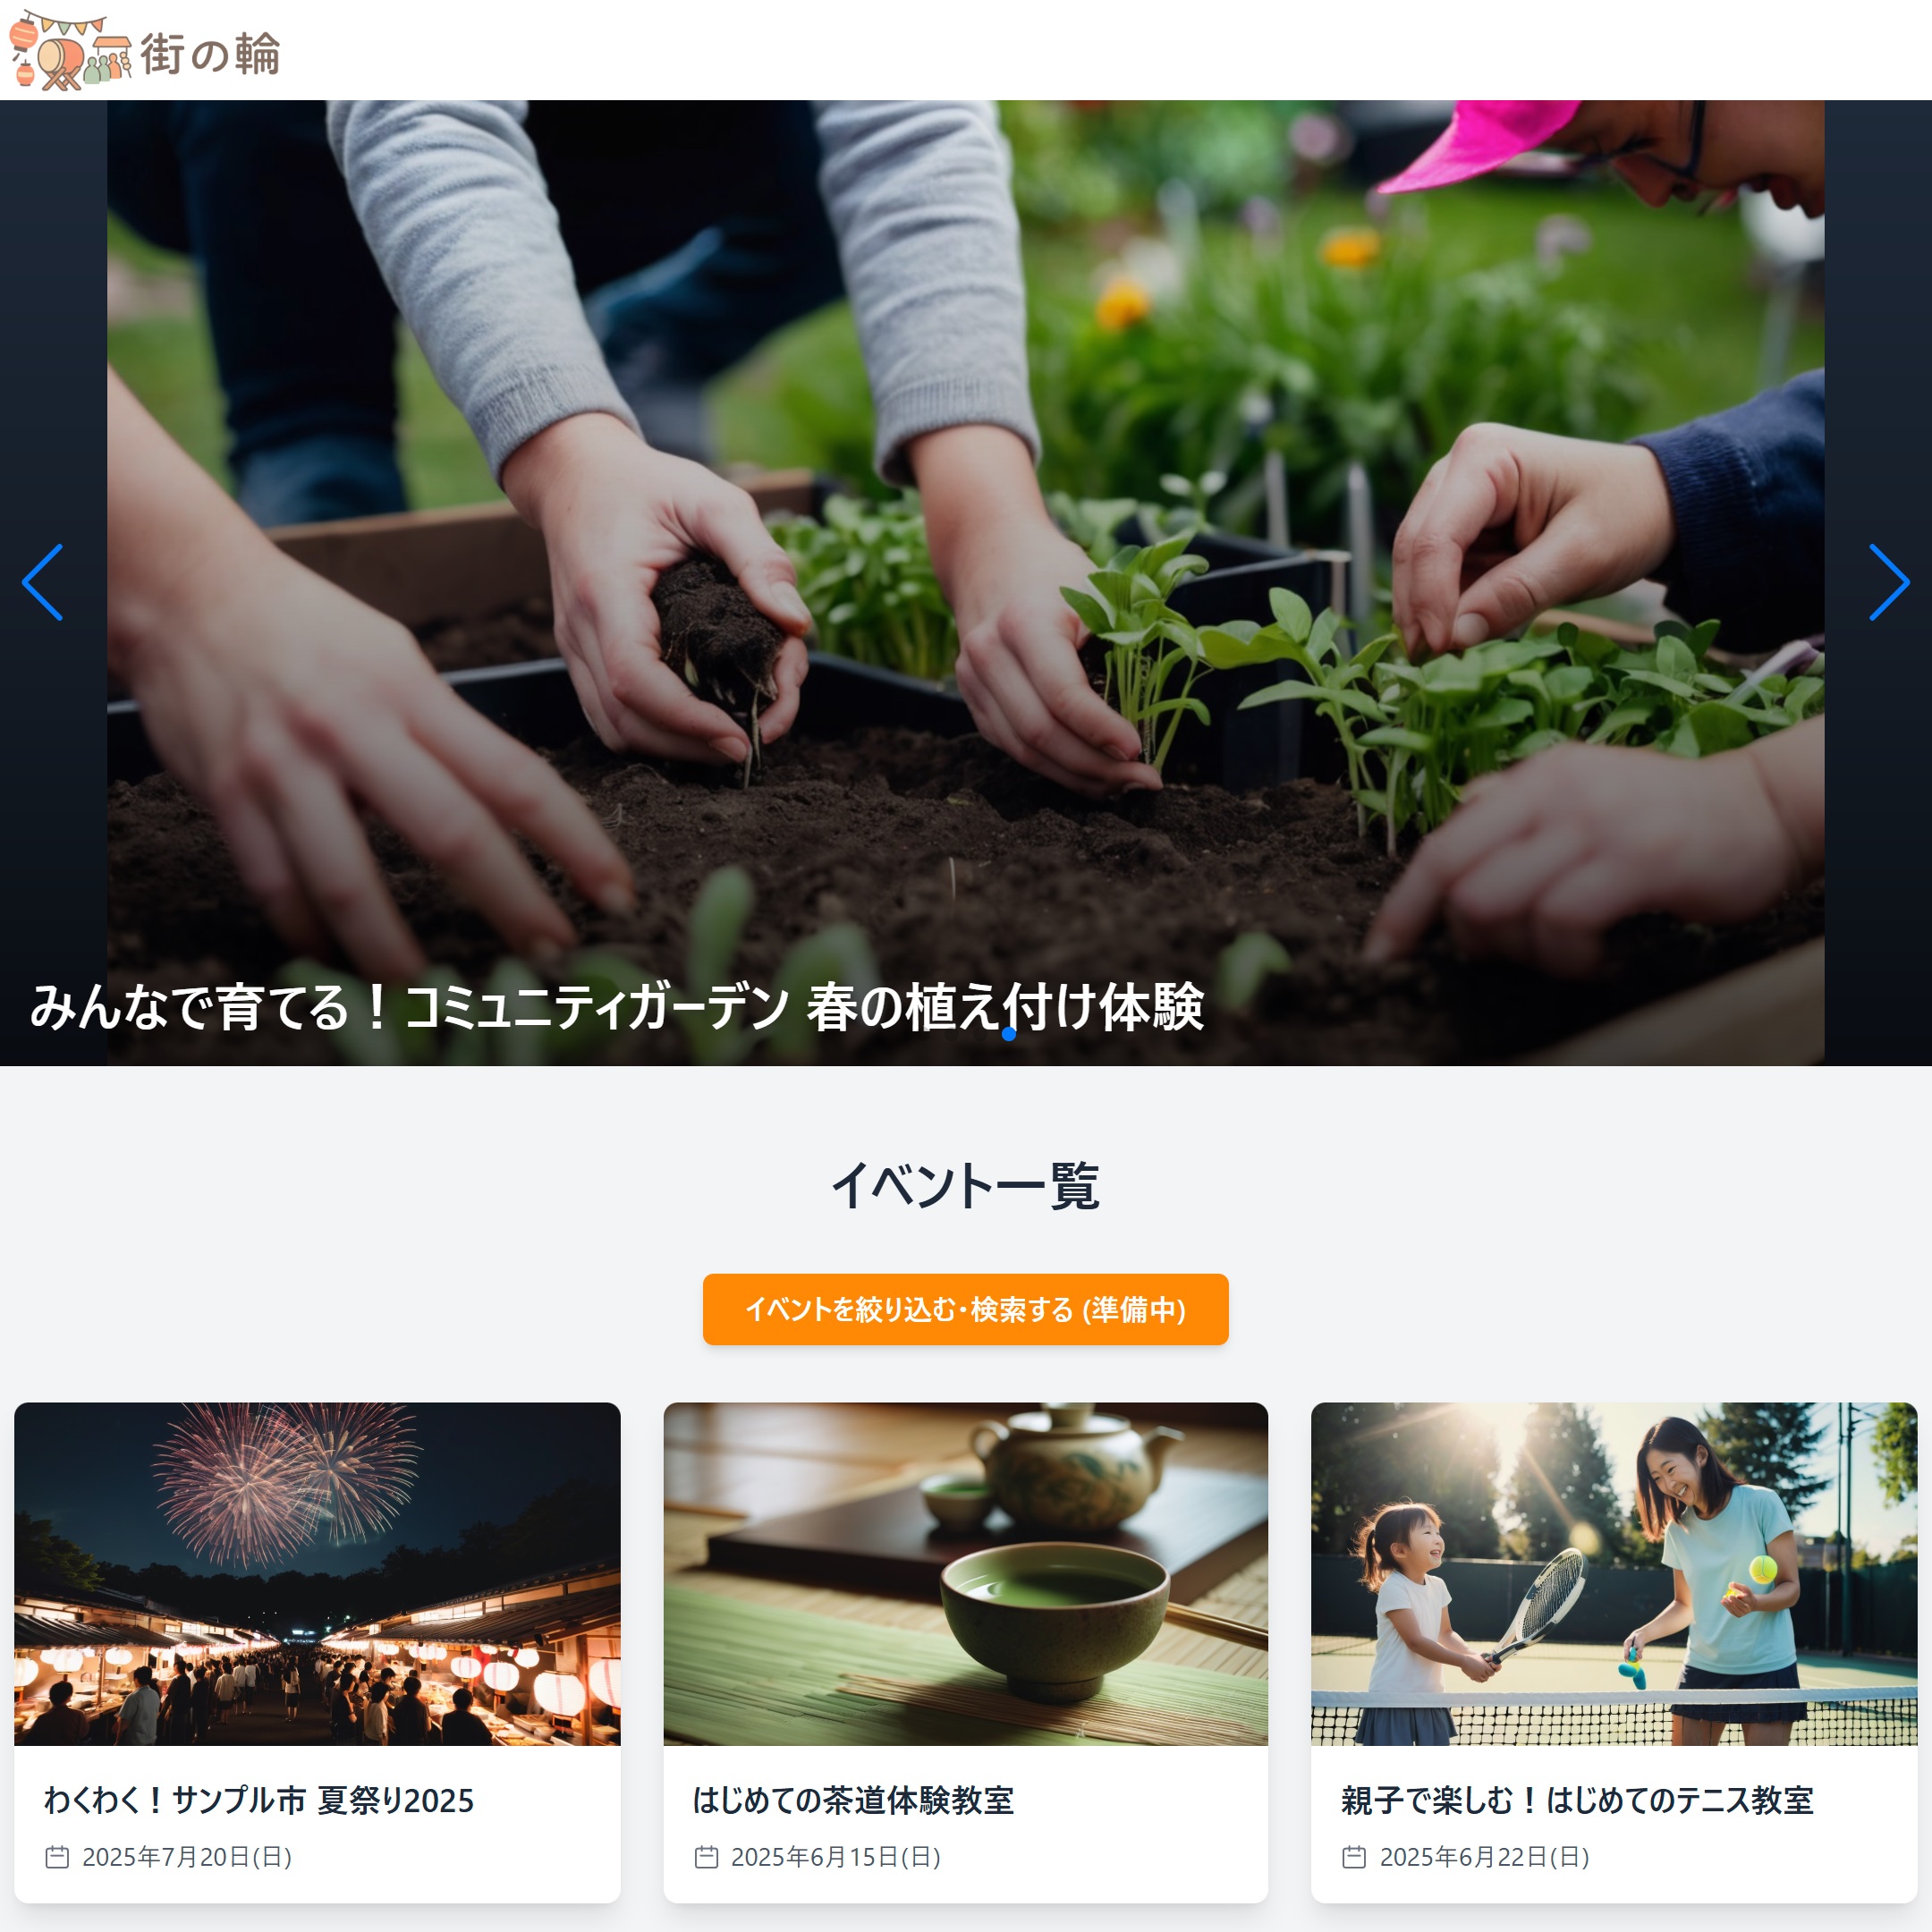 街の輪
みんなで育てる！コミュニティガーデン 春の植え付け体験
イベント一覧
イベントを絞り込む・検索する (準備中)
わくわく！サンプル市 夏祭り2025
2025年7月20日(日)
はじめての茶道体験教室
2025年6月15日(日)
親子で楽しむ！はじめてのテニス教室
2025年6月22日(日)